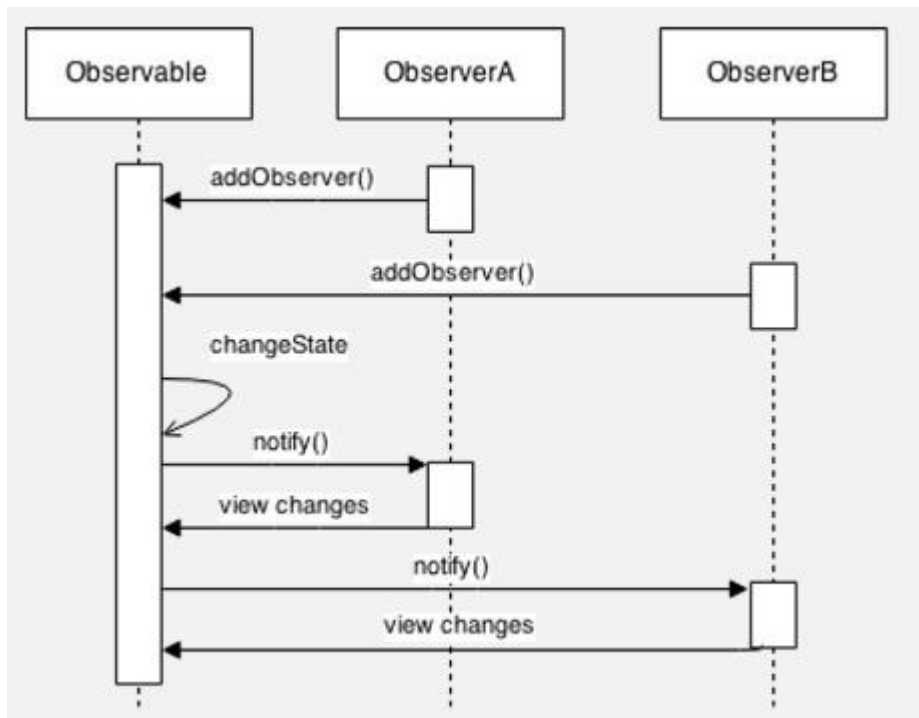 Observable
ObserverA
ObserverB
addObserver()
addObserver()
changeState
notify()
view changes
notify()
view changes